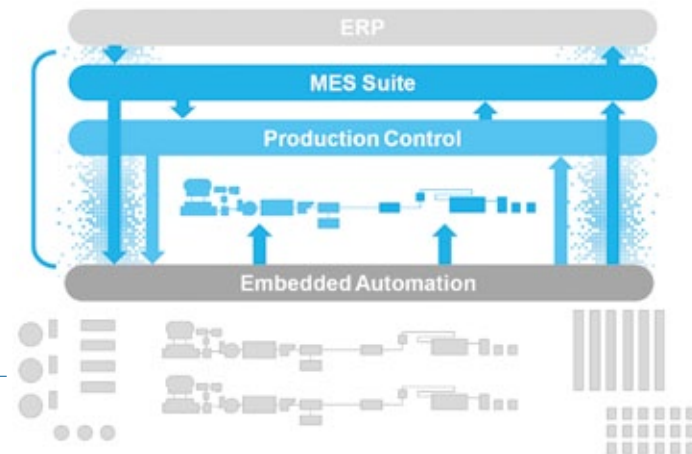 ERP
MES Suite
Production Control
Embedded Automation